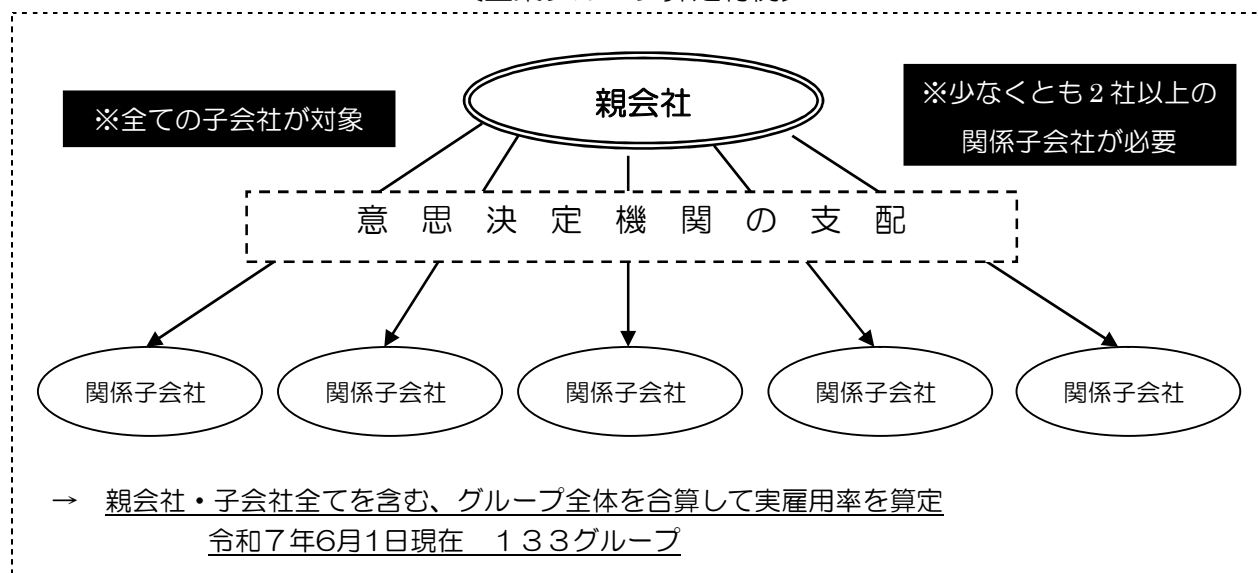 親会社
※全ての子会社が対象
※少なくとも2社以上の
関係子会社が必要
意思決定機関の支配
関係子会社
関係子会社
関係子会社
関係子会社
関係子会社
→ 親会社・子会社全てを含む、グループ全体を合算して実雇用率を算定
令和7年6月1日現在 133グループ